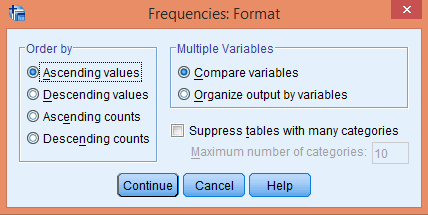 Frequencies: Format
Order by
Ascending values
Descending values
Ascending counts
Descending counts
Multiple Variables
Compare variables
Organize output by variables
Suppress tables with many categories
Maximum number of categories: 10
Continue Cancel Help